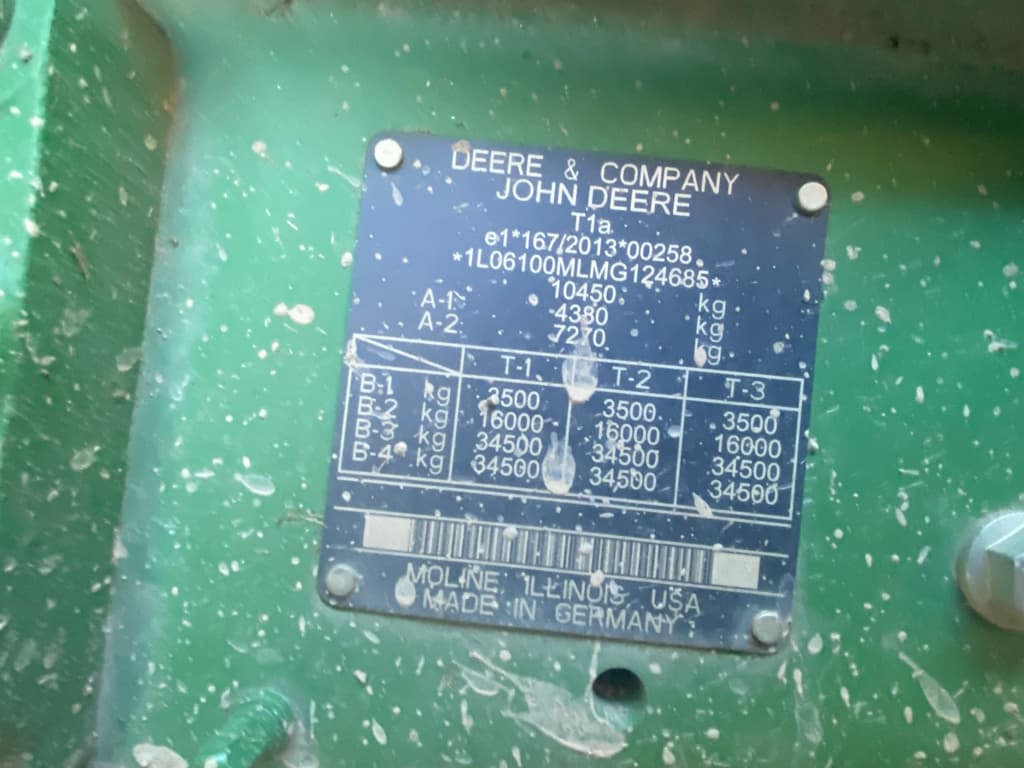 DEERE & COMPANY
JOHN DEERE
T1a
e1*167/2013*00258
*1L06100MLMG124685*
10450 kg
A-1: 4380 kg
A-2: 7270 kg
T-1 T-2 T-3
B-1 kg 3500 3500 3500
B-2 kg 16000 16000 16000
B-3 kg 34500 34500 34500
B-4 kg 34500 34500 34500
MOLINE ILLINOIS USA
MADE IN GERMANY